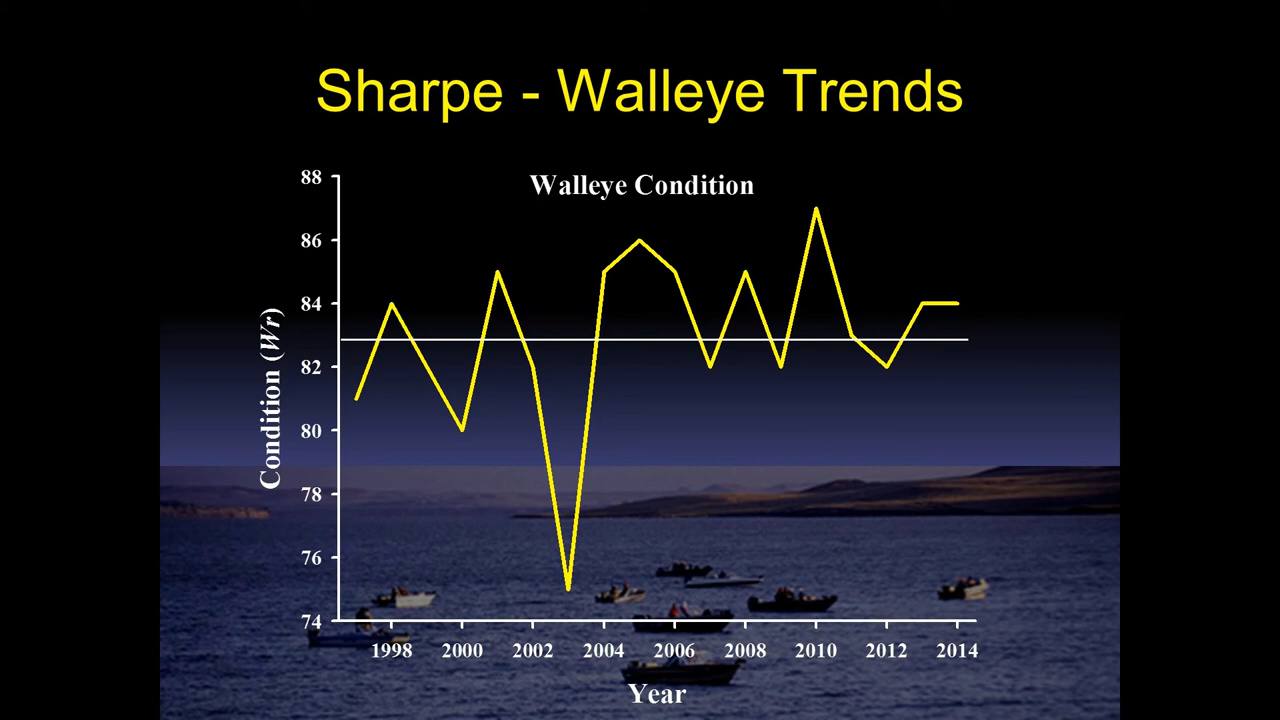 Sharpe - Walleye Trends
Walleye Condition
Condition (Wr)
88
86
84
82
80
78
76
74
1998 2000 2002 2004 2006 2008 2010 2012 2014
Year